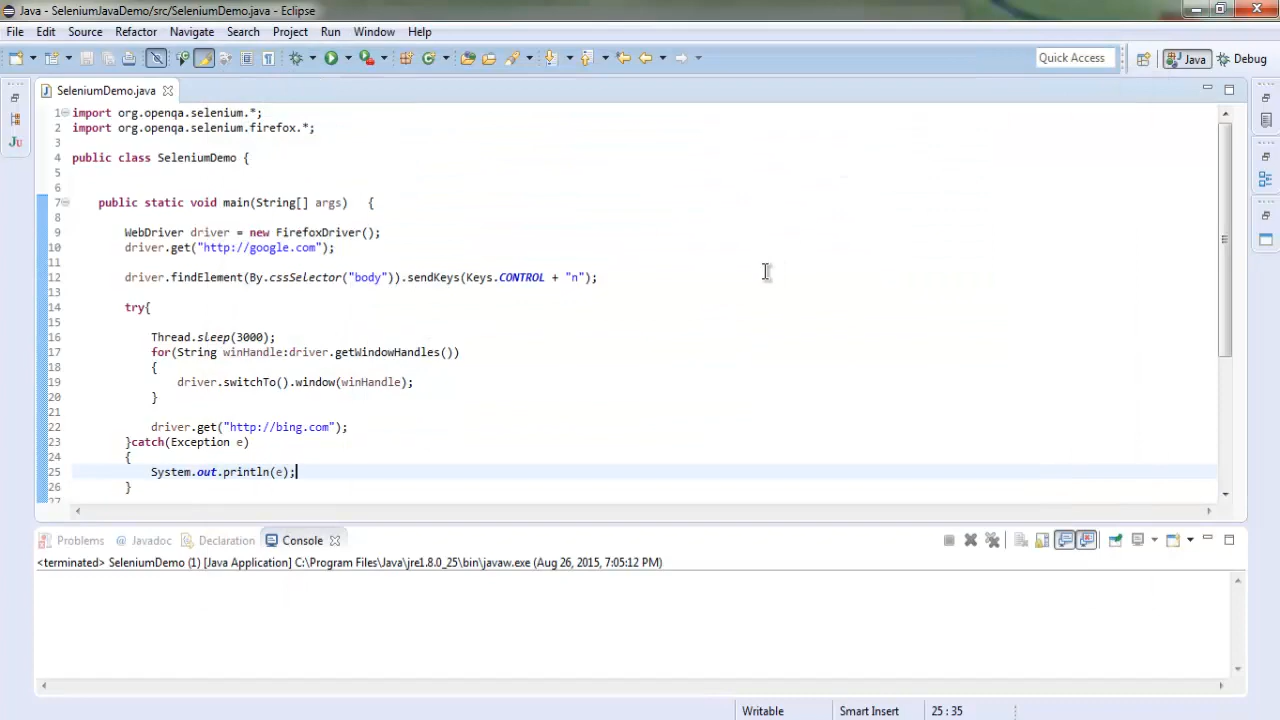 Java - SeleniumJavaDemo/src/SeleniumDemo.java - Eclipse
File Edit Source Refactor Navigate Search Project Run Window Help
Quick Access Java Debug
SeleniumDemo.java
1 import org.openqa.selenium.*;
2 import org.openqa.selenium.firefox.*;
3
4 public class SeleniumDemo {
5
6
7 public static void main(String[] args) {
8
9 WebDriver driver = new FirefoxDriver();
10 driver.get("http://google.com");
11
12 driver.findElement(By.cssSelector("body")).sendKeys(Keys.CONTROL + "n");
13
14 try{
15
16 Thread.sleep(3000);
17 for(String winHandle:driver.getWindowHandles())
18 {
19 driver.switchTo().window(winHandle);
20 }
21
22 driver.get("http://bing.com");
23 }catch(Exception e)
24 {
25 System.out.println(e);
26 }
27
Problems @ Javadoc Declaration Console
<terminated> SeleniumDemo (1) [Java Application] C:\Program Files\Java\jre1.8.0_25\bin\javaw.exe (Aug 26, 2015, 7:05:12 PM)
Writable Smart Insert 25 : 35